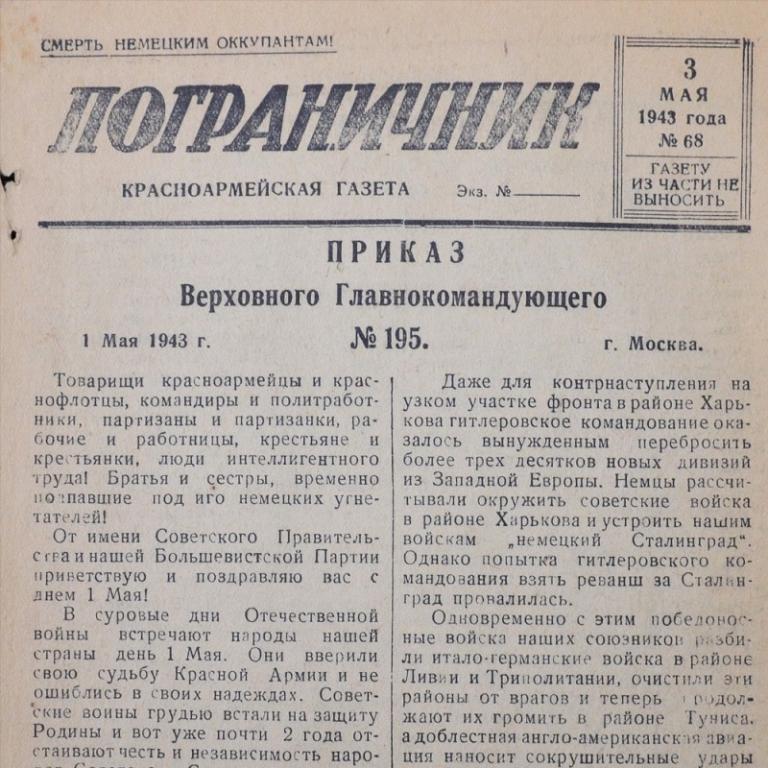 СМЕРТЬ НЕМЕЦКИМ ОККУПАНТАМ!
ПОГРАНИЧНИК
КРАСНОАРМЕЙСКАЯ ГАЗЕТА
Экз. №
3
МАЯ
1943 года
№ 68
ГАЗЕТУ
ИЗ ЧАСТИ НЕ
ВЫНОСИТЬ
ПРИКАЗ
Верховного Главнокомандующего
1 Мая 1943 г.
№ 195.
г. Москва.
Товарищи красноармейцы и крас-
нофлотцы, командиры и политработ-
ники, партизаны и партизанки, ра-
бочие и работницы, крестьяне и
крестьянки, люди интеллигентного
труда! Братья и сестры, временно
попавшие под иго немецких угне-
тателей!
От имени Советского Правитель-
ства и нашей Большевистской Партии
приветствую и поздравляю вас с
днем 1 Мая!
В суровые дни Отечественной
войны встречают народы нашей
страны день 1 Мая. Они вверили
свою судьбу Красной Армии и не
ошиблись в своих надеждах. Совет-
ские воины грудью встали на защиту
Родины и вот уже почти 2 года от-
стаивают честь и независимость наро-
Даже для контрнаступления на
узком участке фронта в районе Харь-
кова гитлеровское командование ока-
залось вынужденным перебросить
более трех десятков новых дивизий
из Западной Европы. Немцы рассчи-
тывали окружить советские войска
в районе Харькова и устроить нашим
войскам „немецкий Сталинград".
Однако попытка гитлеровского ко-
мандования взять реванш за Сталин-
град провалилась.
Одновременно с этим победонос-
ные войска наших союзников разби-
ли итало-германские войска в районе
Ливии и Триполитании, очистили эти
районы от врагов и теперь продол-
жают их громить в районе Туниса,
а доблестная англо-американская авиа-
ция наносит сокрушительные удары